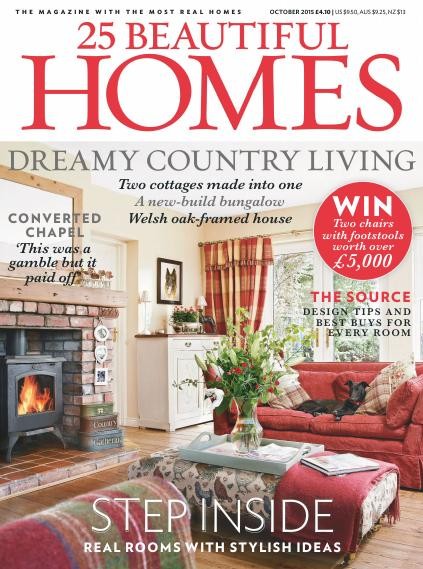 THE MAGAZINE WITH THE MOST REAL HOMES
OCTOBER 2015 £4.10 | US $9.50, AUS $9.25, NZ $13
25 BEAUTIFUL
HOMES
DREAMY COUNTRY LIVING
Two cottages made into one
A new-build bungalow
Welsh oak-framed house
CONVERTED
CHAPEL
'This was a
gamble but it
paid off'
WIN
Two chairs
with footstools
worth over
£5,000
THE SOURCE
DESIGN TIPS AND
BEST BUYS FOR
EVERY ROOM
Country
Gathering
STEP INSIDE
REAL ROOMS WITH STYLISH IDEAS